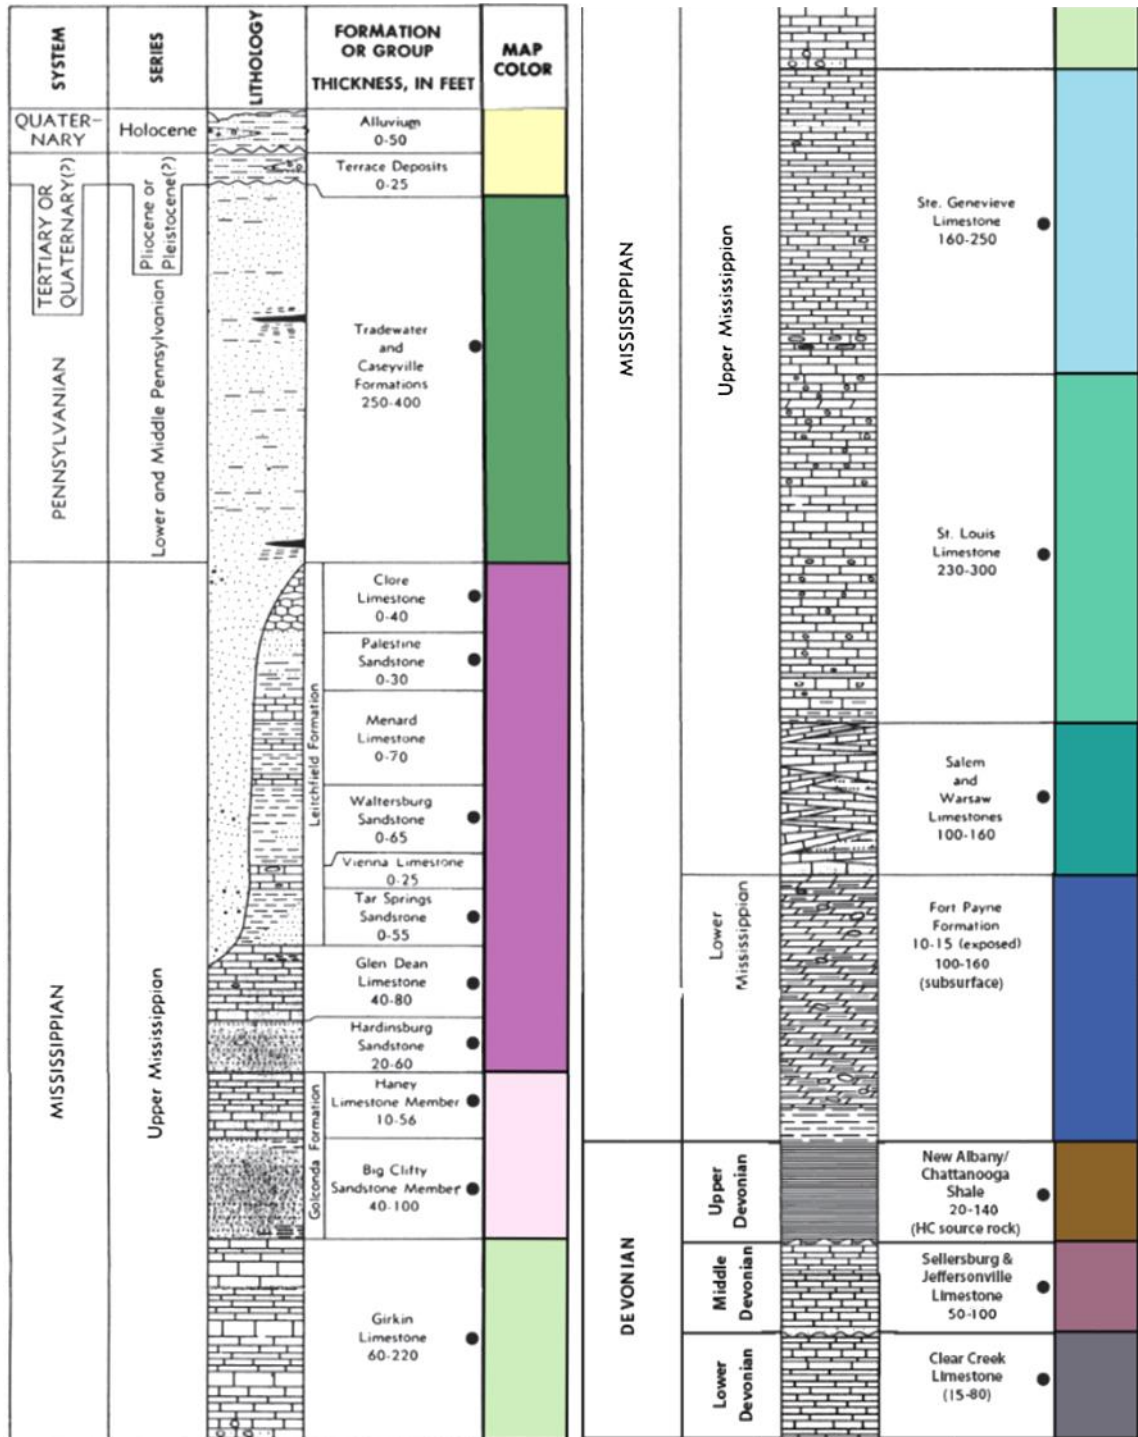 SYSTEM
SERIES
LITHOLOGY
FORMATION
OR GROUP
THICKNESS, IN FEET
MAP
COLOR
QUATER-
NARY
Holocene
Alluvium
0-50
TERTIARY OR
QUATERNARY(?)
Pliocene or
Pleistocene(?)
Terrace Deposits
0-25
PENNSYLVANIAN
Lower and Middle Pennsylvanian
Tradewater
and
Caseyville
Formations
250-400
MISSISSIPPIAN
Upper Mississippian
Leitchfield Formation
Clore
Limestone
0-40
Palestine
Sandstone
0-30
Menard
Limestone
0-70
Waltersburg
Sandstone
0-65
Vienna Limestone
0-25
Tar Springs
Sandsrone
0-55
Glen Dean
Limestone
40-80
Hardinsburg
Sandstone
20-60
Golconda Formation
Haney
Limestone Member
10-56
Big Clifty
Sandstone Member
40-100
Girkin
Limestone
60-220
MISSISSIPPIAN
Upper Mississippian
Ste. Genevieve
Limestone
160-250
St. Louis
Limestone
230-300
Salem
and
Warsaw
Limestones
100-160
Lower
Mississippian
Fort Payne
Formation
10-15 (exposed)
100-160
(subsurface)
DEVONIAN
Upper
Devonian
New Albany/
Chattanooga
Shale
20-140
(HC source rock)
Middle
Devonian
Sellersburg &
Jeffersonville
Limestone
50-100
Lower
Devonian
Clear Creek
Limestone
(15-80)